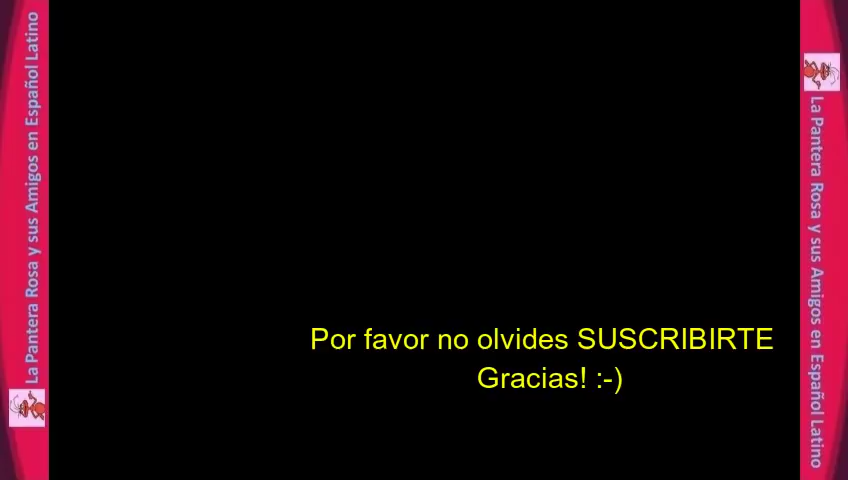 La Pantera Rosa y sus Amigos en Español Latino
Por favor no olvides SUSCRIBIRTE
Gracias! :-)
La Pantera Rosa y sus Amigos en Español Latino